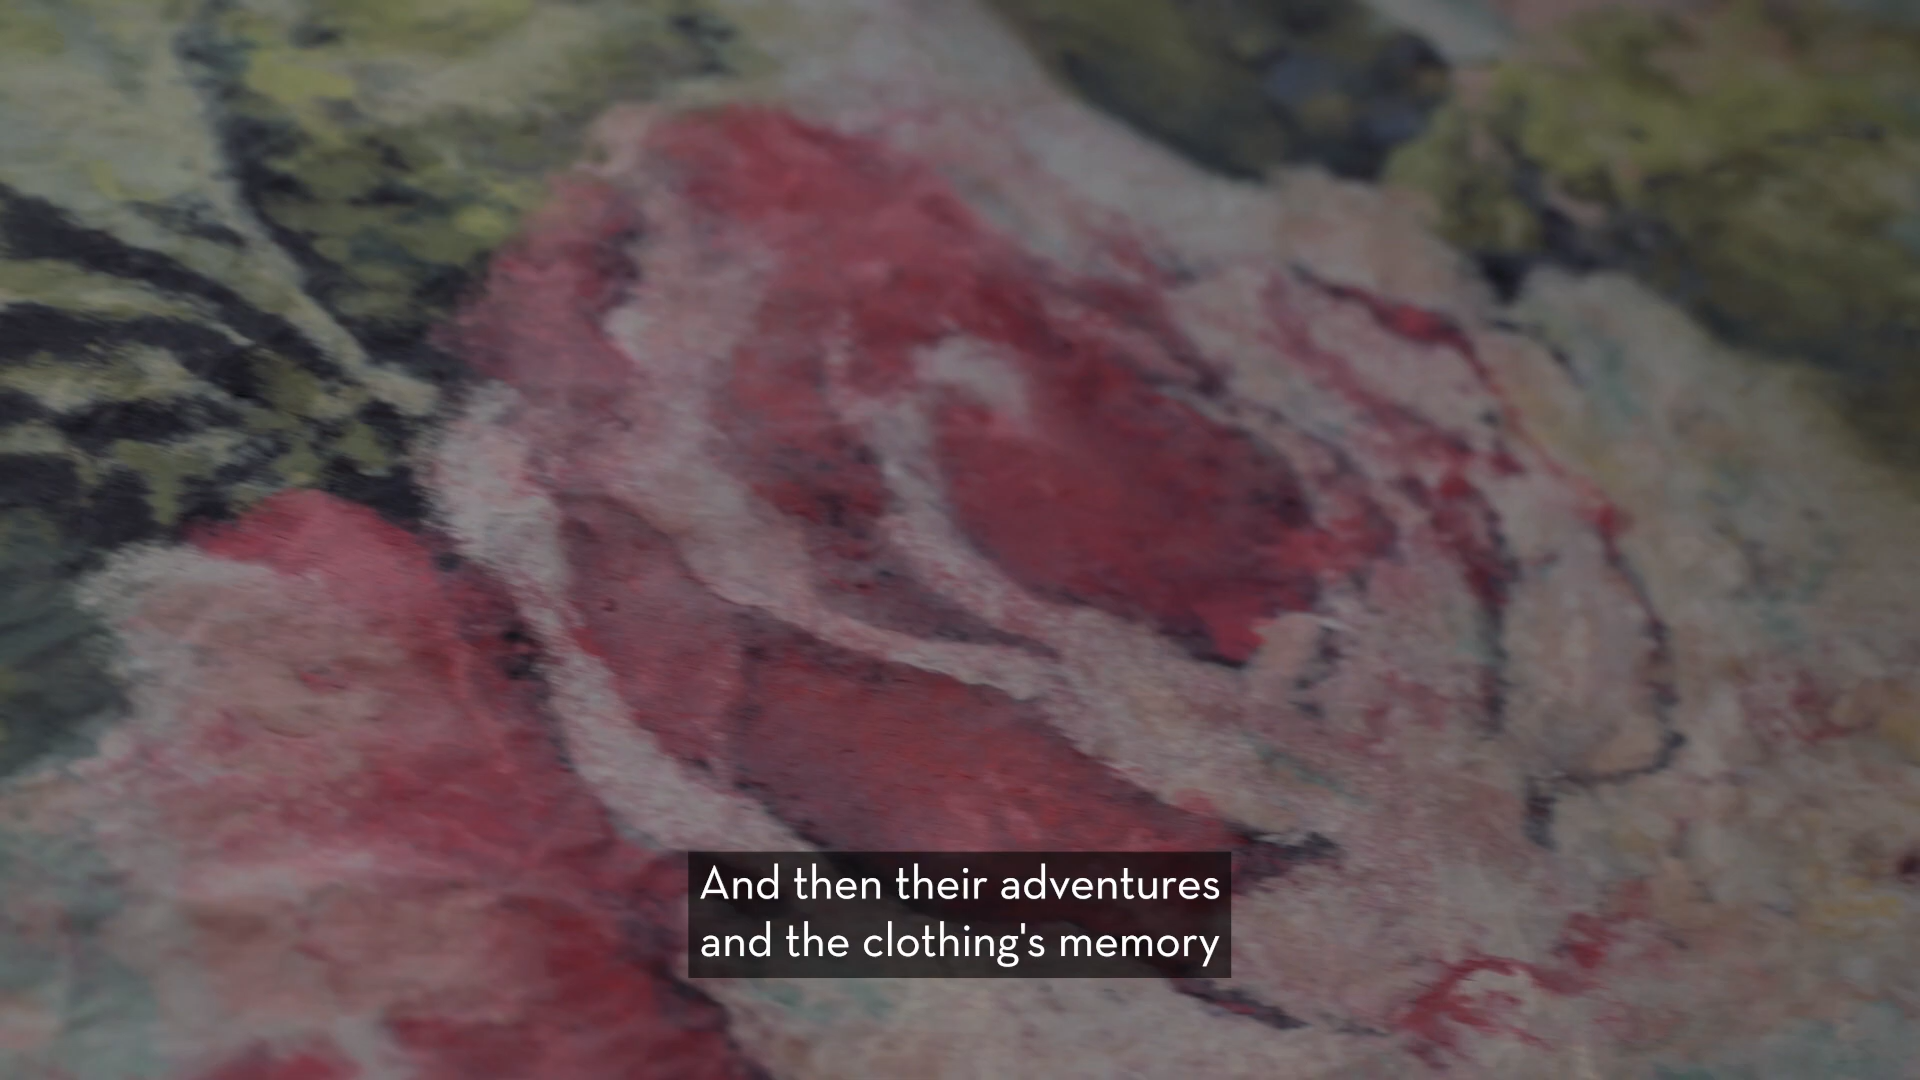 And then their adventures
and the clothing's memory